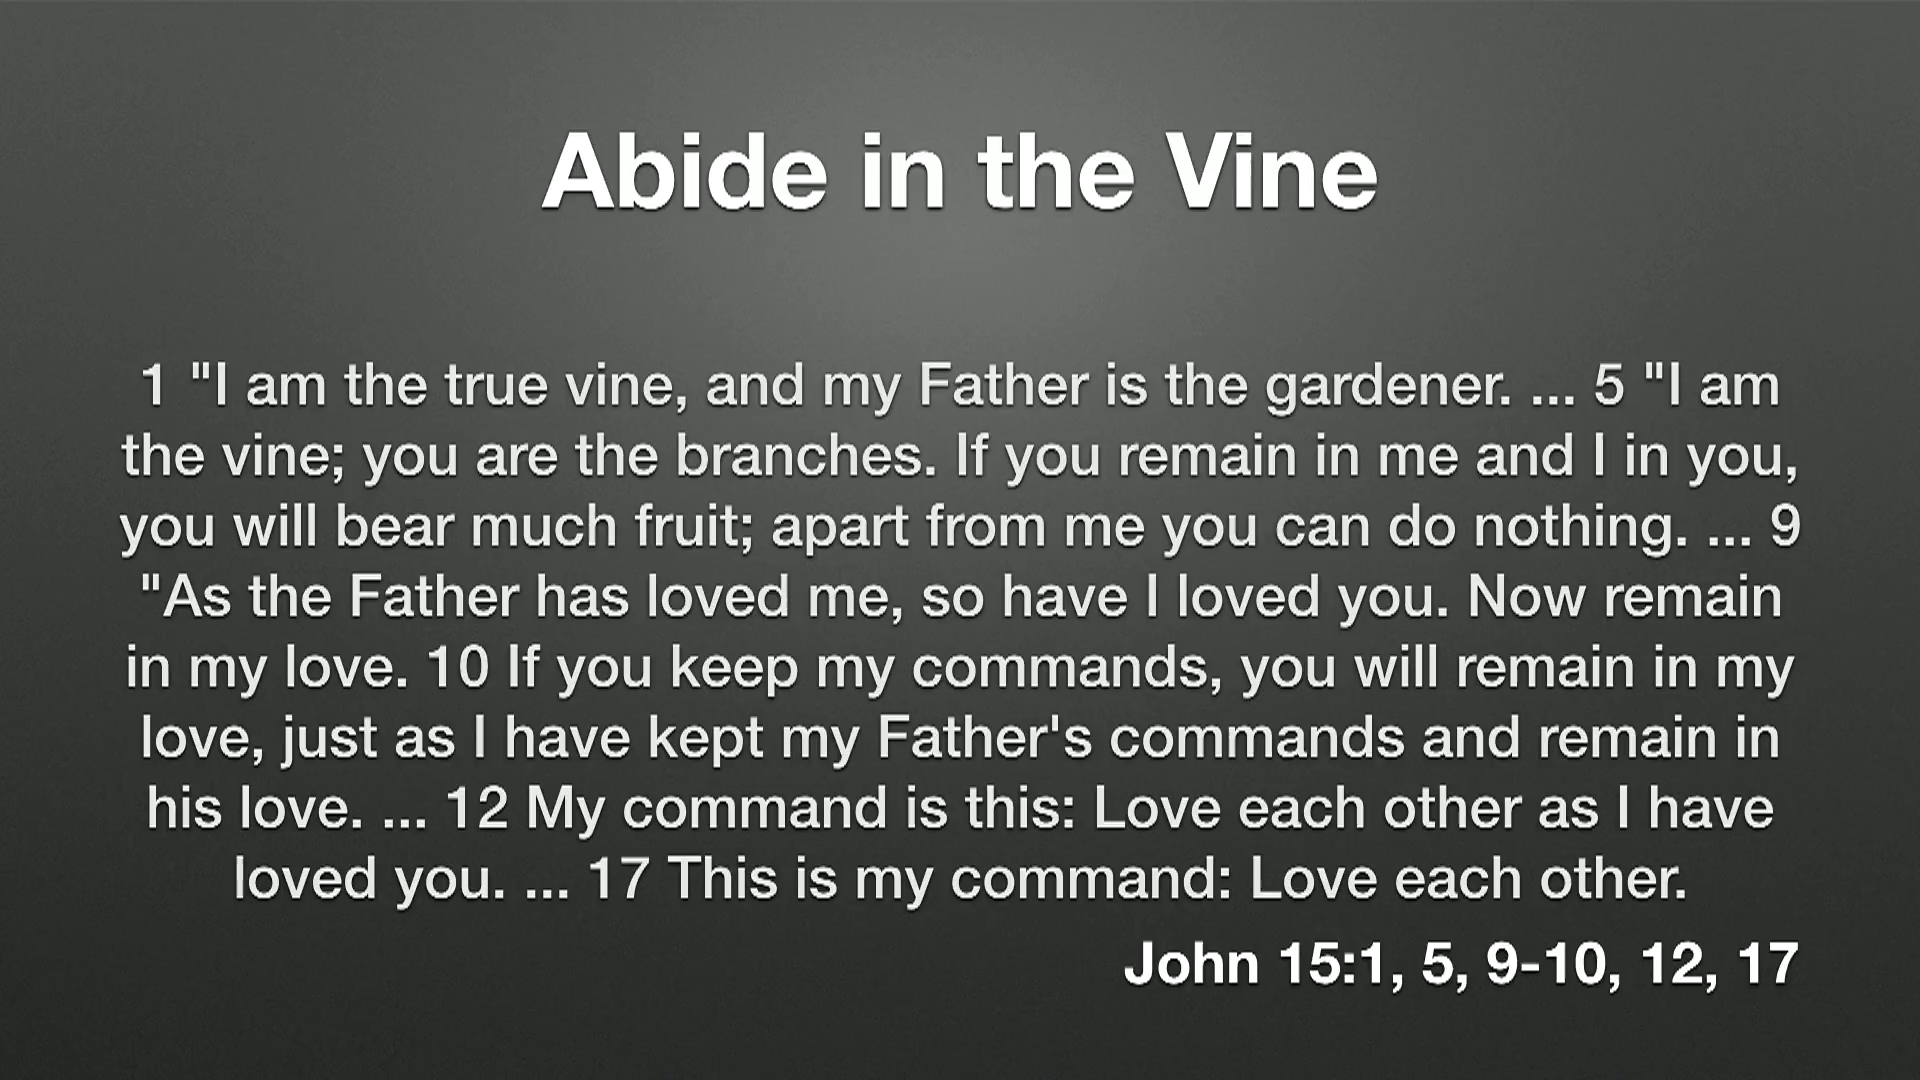 Abide in the Vine
1 "I am the true vine, and my Father is the gardener. ... 5 "I am
the vine; you are the branches. If you remain in me and I in you,
you will bear much fruit; apart from me you can do nothing. ... 9
"As the Father has loved me, so have I loved you. Now remain
in my love. 10 If you keep my commands, you will remain in my
love, just as I have kept my Father's commands and remain in
his love. ... 12 My command is this: Love each other as I have
loved you. ... 17 This is my command: Love each other.
John 15:1, 5, 9-10, 12, 17